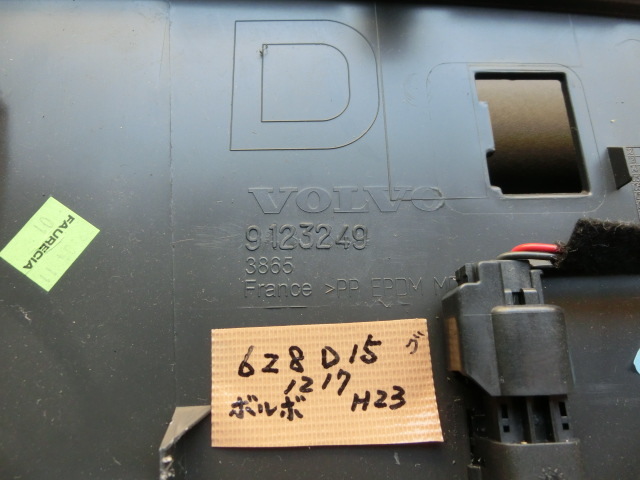 D
VOLVO
9123249
3865
France >PP EPDM M
FAURECIA
628 D15 グ
1217
ボルボ H23